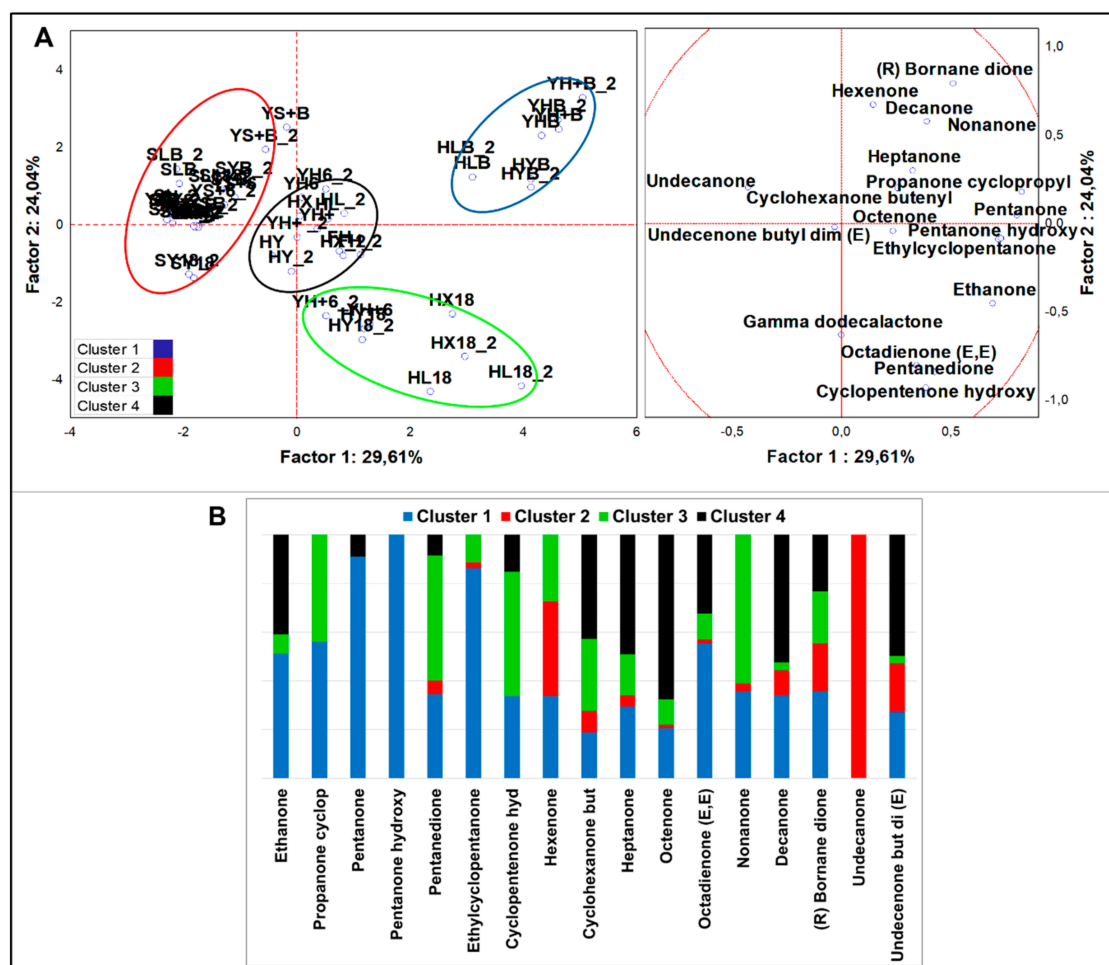 A
4
2
0
-2
-4
Factor 2: 24,04%
YH+B_2
YHB_2
YH+B
YHB
HLB_2
HLB
HYB
HYB_2
YS+B
YS+B_2
SLB_2
SLB
YH6_2
YH6
HL_2
YH+
HY
HY_2
SY18_2
YH+6_2
YH+6
HY18
HY18_2
HX18
HX18_2
HL18
HL18_2
Cluster 1
Cluster 2
Cluster 3
Cluster 4
-4
-2
0
2
4
6
Factor 1: 29,61%
(R) Bornane dione
Hexenone
Decanone
Nonanone
Heptanone
Undecanone
Propanone cyclopropyl
Cyclohexanone butenyl
Pentanone
Octenone
Undecenone butyl dim (E)
Pentanone hydroxy
Ethylcyclopentanone
Ethanone
Gamma dodecalactone
Octadienone (E,E)
Pentanedione
Cyclopentenone hydroxy
1,0
0,5
0,0
-0,5
-1,0
Factor 2 : 24,04%
-0,5
0,0
0,5
Factor 1 : 29,61%
B
Cluster 1 Cluster 2 Cluster 3 Cluster 4
Ethanone
Propanone cyclop
Pentanone
Pentanone hydroxy
Pentanedione
Ethylcyclopentanone
Cyclopentenone hyd
Hexenone
Cyclohexanone but
Heptanone
Octenone
Octadienone (E,E)
Nonanone
Decanone
(R) Bornane dione
Undecanone
Undecenone but di (E)